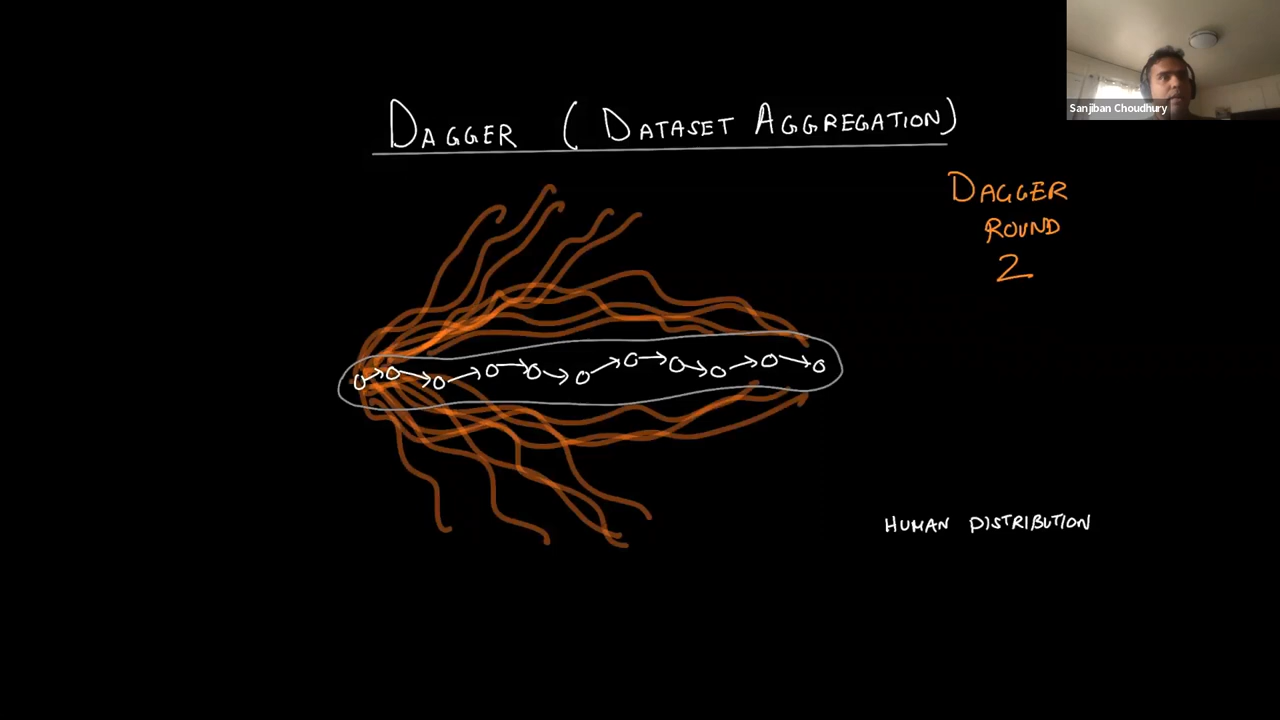 Sanjiban Choudhury
DAGGER (DATASET AGGREGATION)
DAGGER
ROUND
2
HUMAN DISTRIBUTION